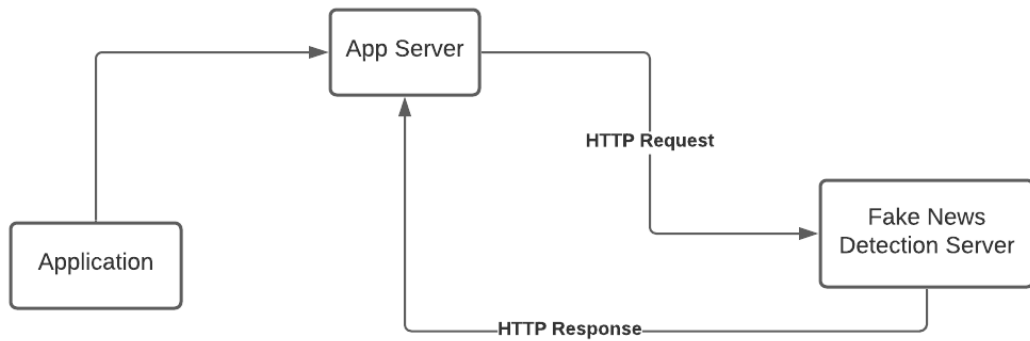 App Server
HTTP Request
Fake News
Detection Server
Application
HTTP Response